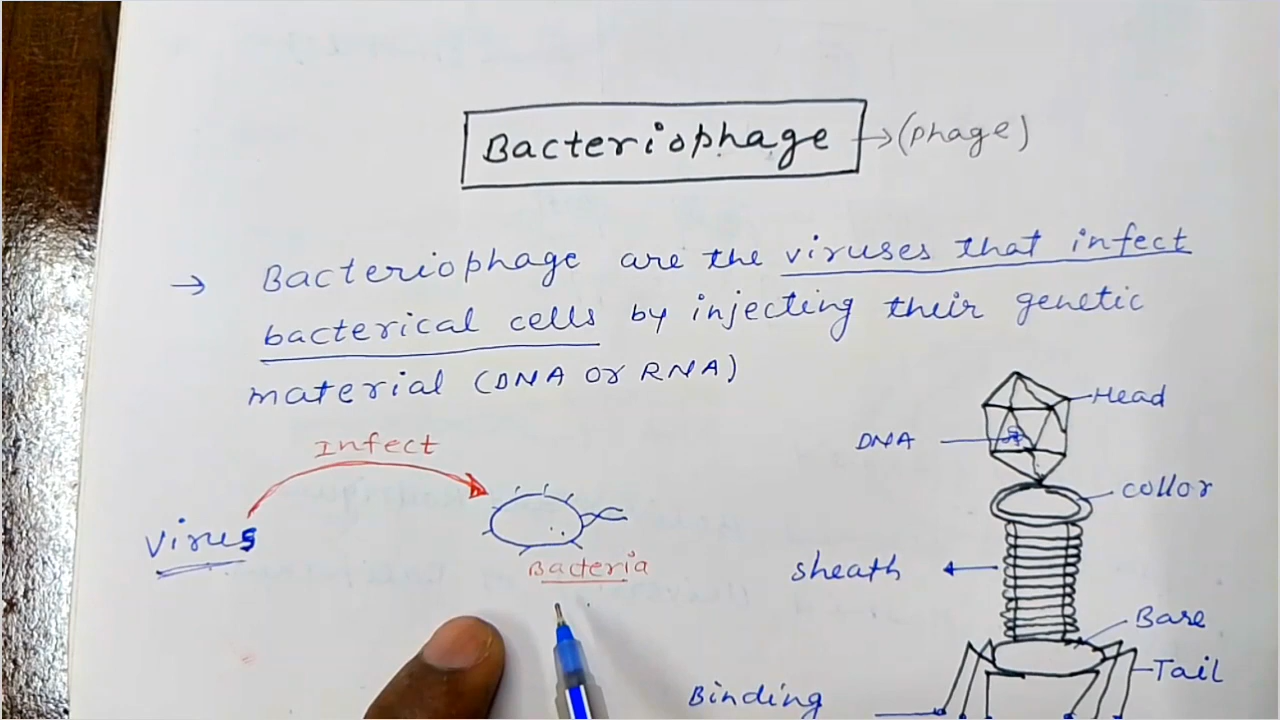 Bacteriophage → (phage)
→ Bacteriophage are the viruses that infect
bacterical cells by injecting their genetic
material (DNA or RNA)
Infect
Virus
Bacteria
Head
DNA
collor
sheath
Base
Tail
Binding